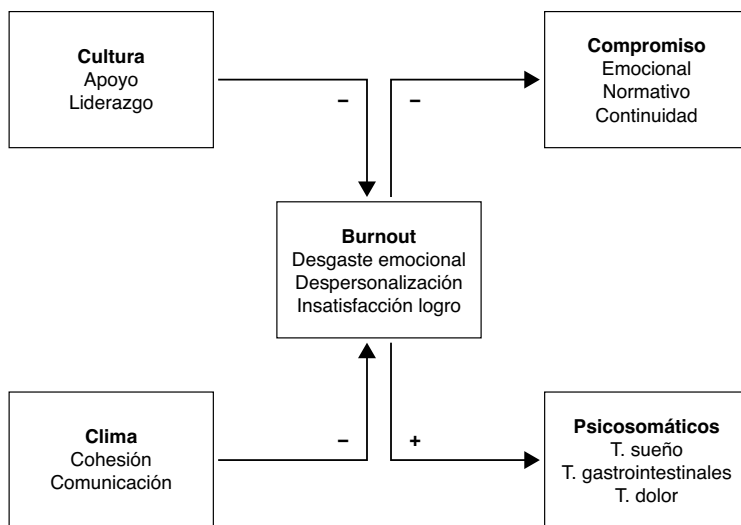 Cultura
Apoyo
Liderazgo
–
–
Compromiso
Emocional
Normativo
Continuidad
Burnout
Desgaste emocional
Despersonalización
Insatisfacción logro
Clima
Cohesión
Comunicación
–
+
Psicosomáticos
T. sueño
T. gastrointestinales
T. dolor